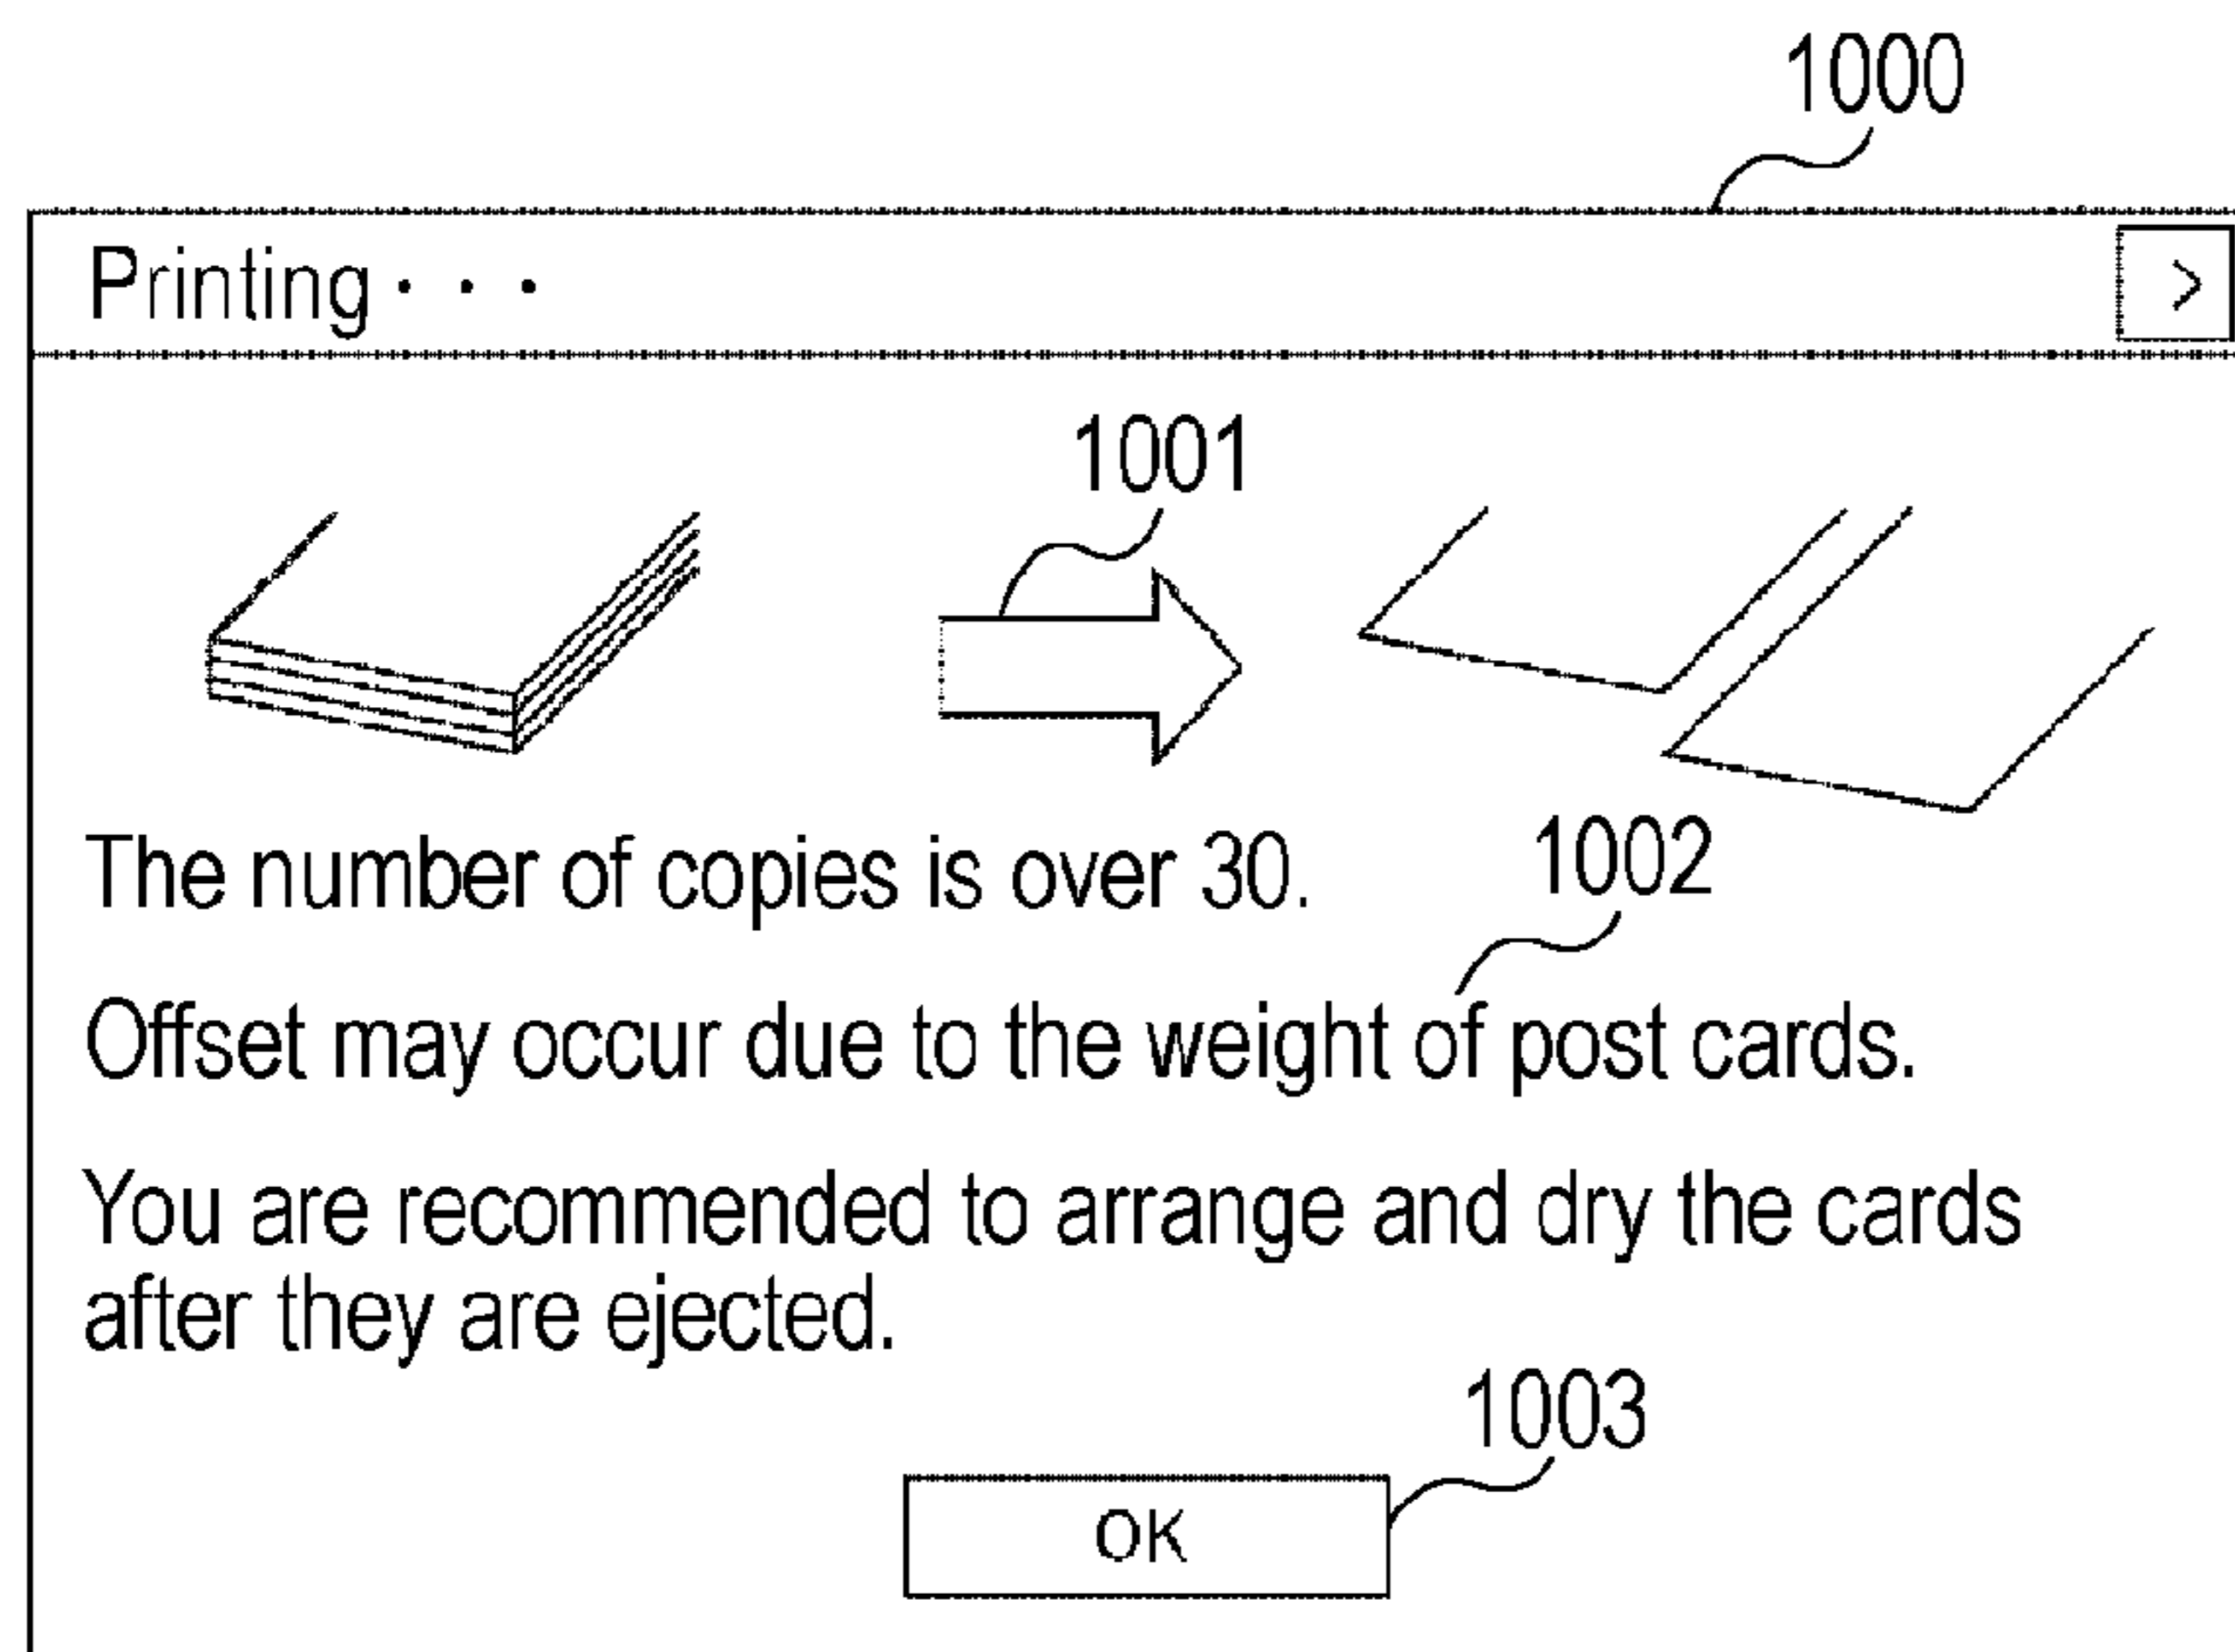 1000
Printing · · ·
>
1001
The number of copies is over 30.
1002
Offset may occur due to the weight of post cards.
You are recommended to arrange and dry the cards
after they are ejected.
1003
OK